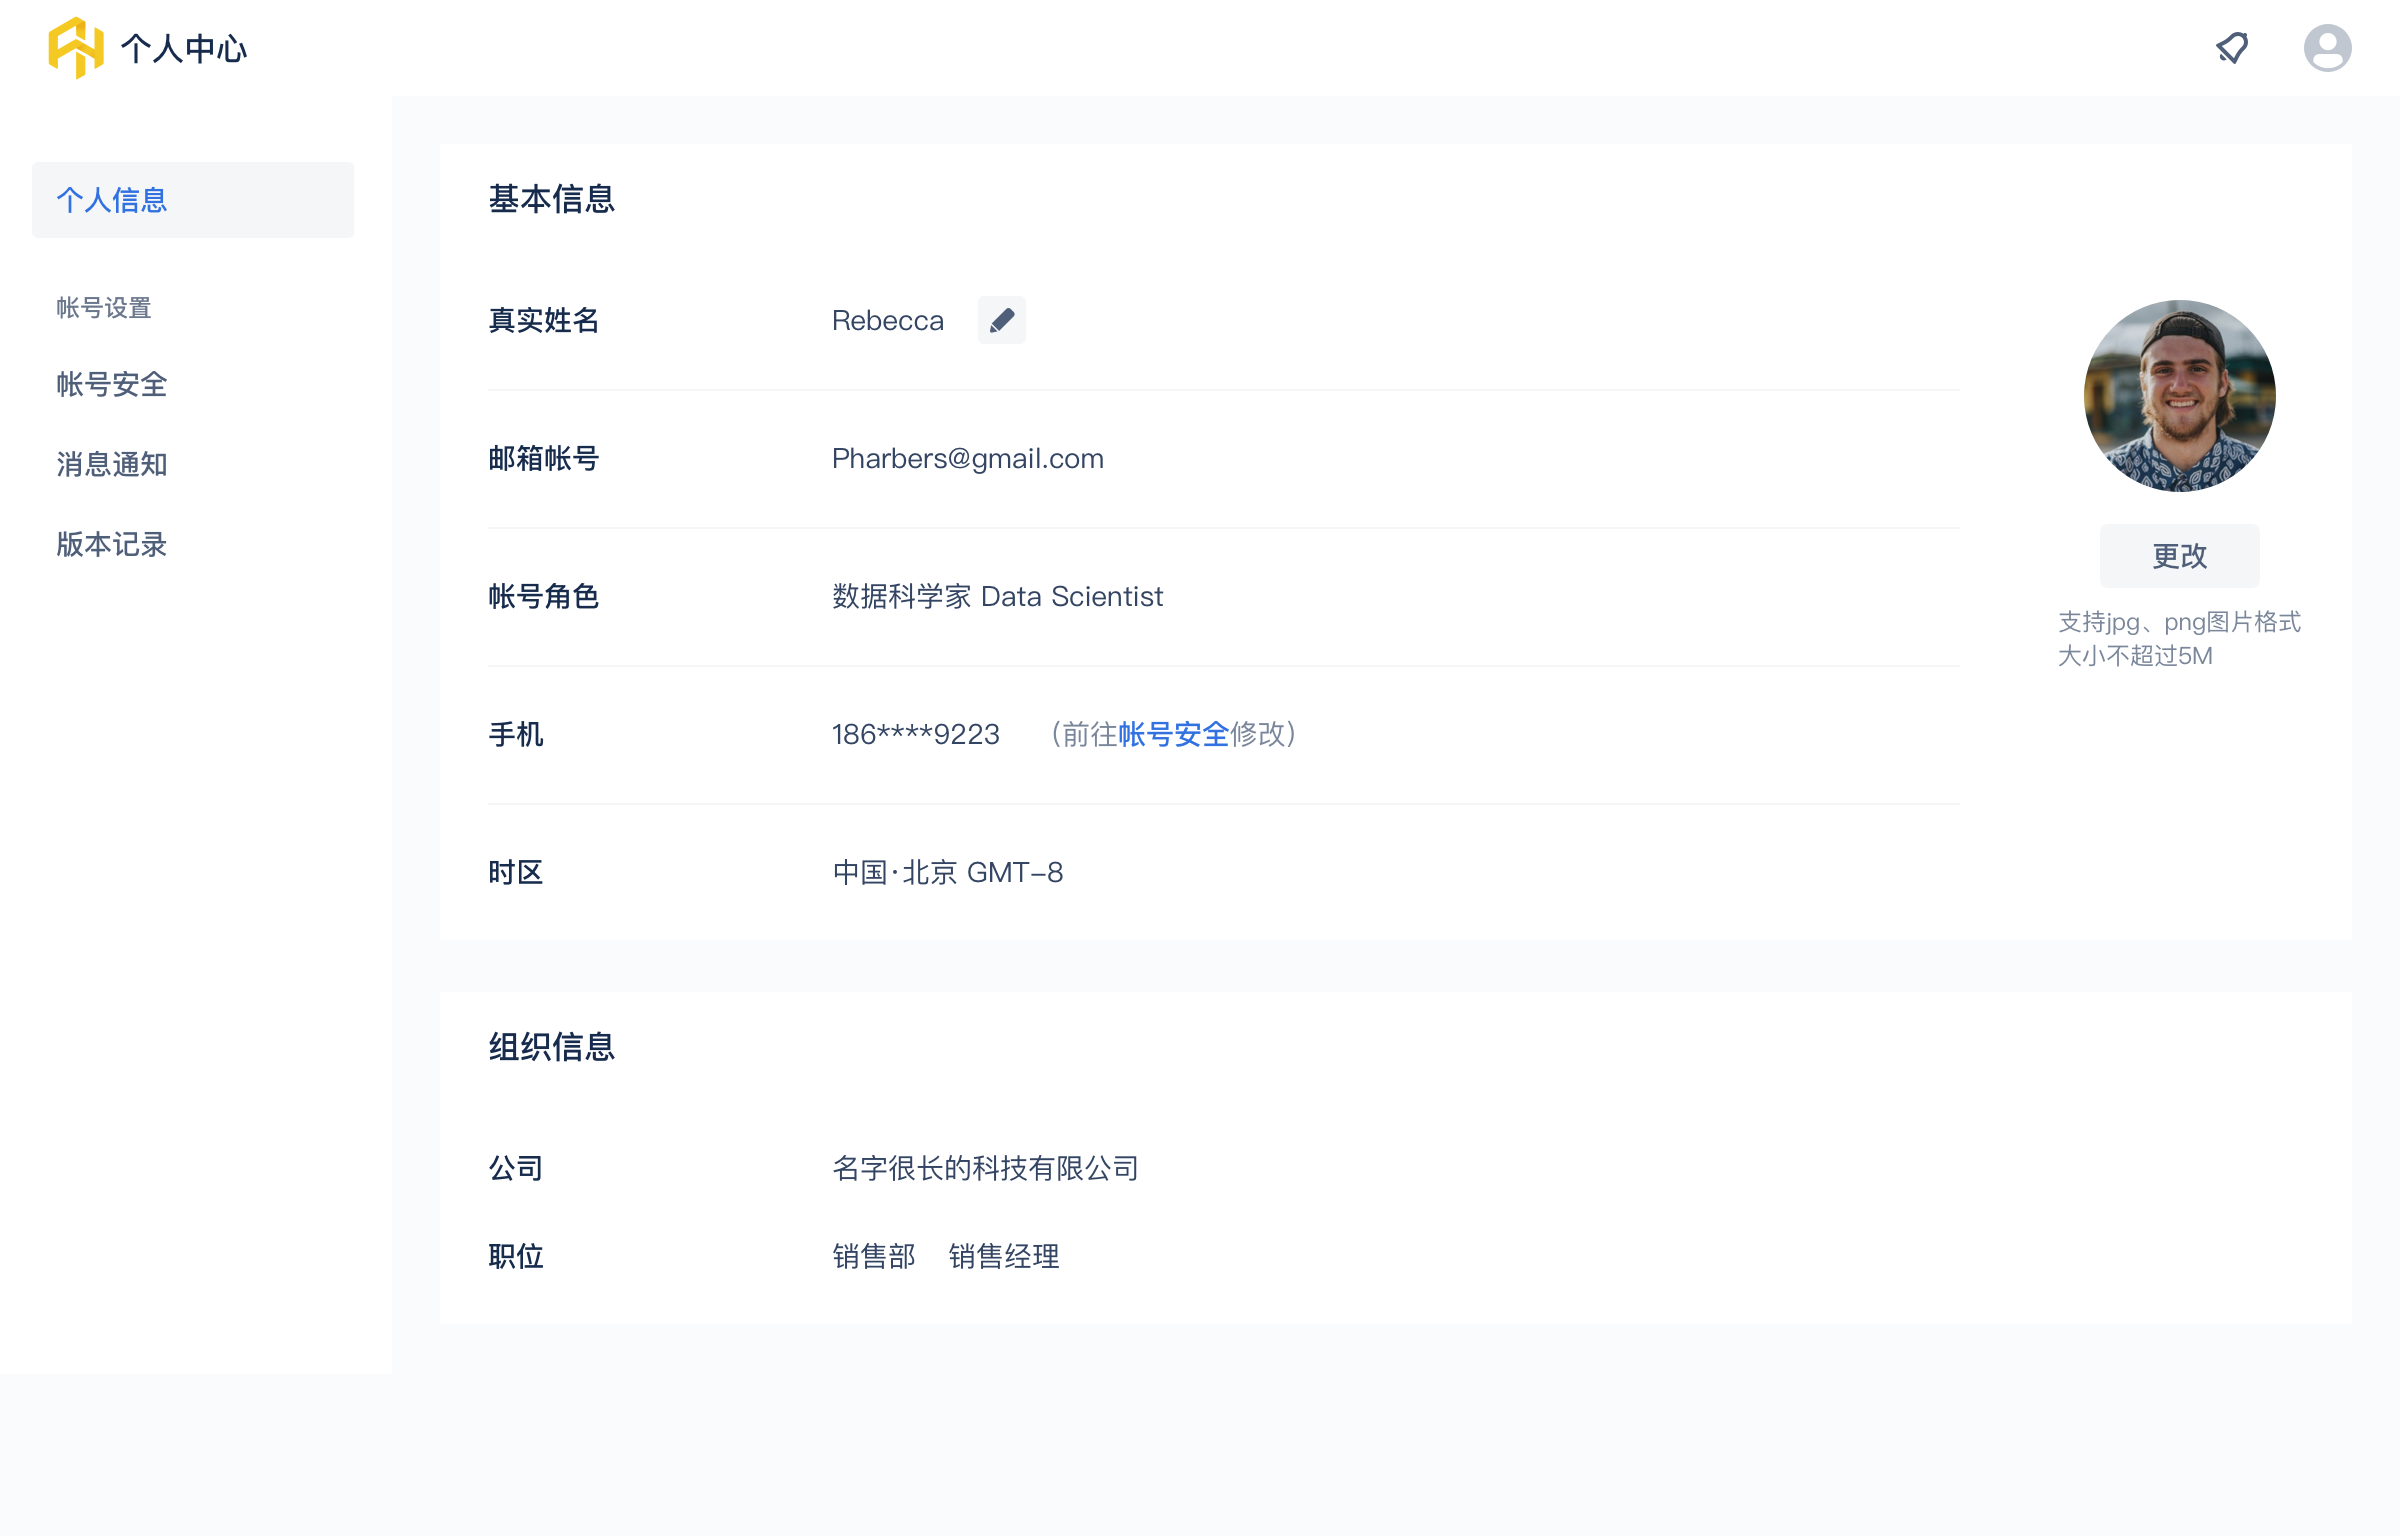 个人中心
个人信息
帐号设置
帐号安全
消息通知
版本记录
基本信息
真实姓名 Rebecca
邮箱帐号 Pharbers@gmail.com
帐号角色 数据科学家 Data Scientist
手机 186****9223 （前往帐号安全修改）
时区 中国·北京 GMT-8
更改
支持jpg、png图片格式
大小不超过5M
组织信息
公司 名字很长的科技有限公司
职位 销售部 销售经理